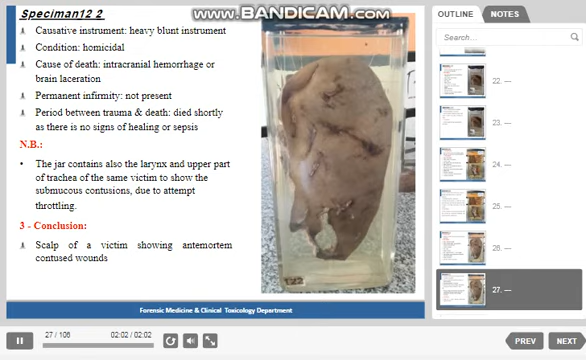 www.BANDICAM.com
Speciman12 2
Causative instrument: heavy blunt instrument
Condition: homicidal
Cause of death: intracranial hemorrhage or
brain laceration
Permanent infirmity: not present
Period between trauma & death: died shortly
as there is no signs of healing or sepsis
N.B.:
• The jar contains also the larynx and upper part
of trachea of the same victim to show the
submucous contusions, due to attempt
throttling.
3 - Conclusion:
Scalp of a victim showing antemortem
contused wounds
Forensic Medicine & Clinical Toxicology Department
27 / 108
02:02 / 02:02
PREV
NEXT
OUTLINE
NOTES
Search...
22. —
23. —
24. —
25. —
26. —
27. —